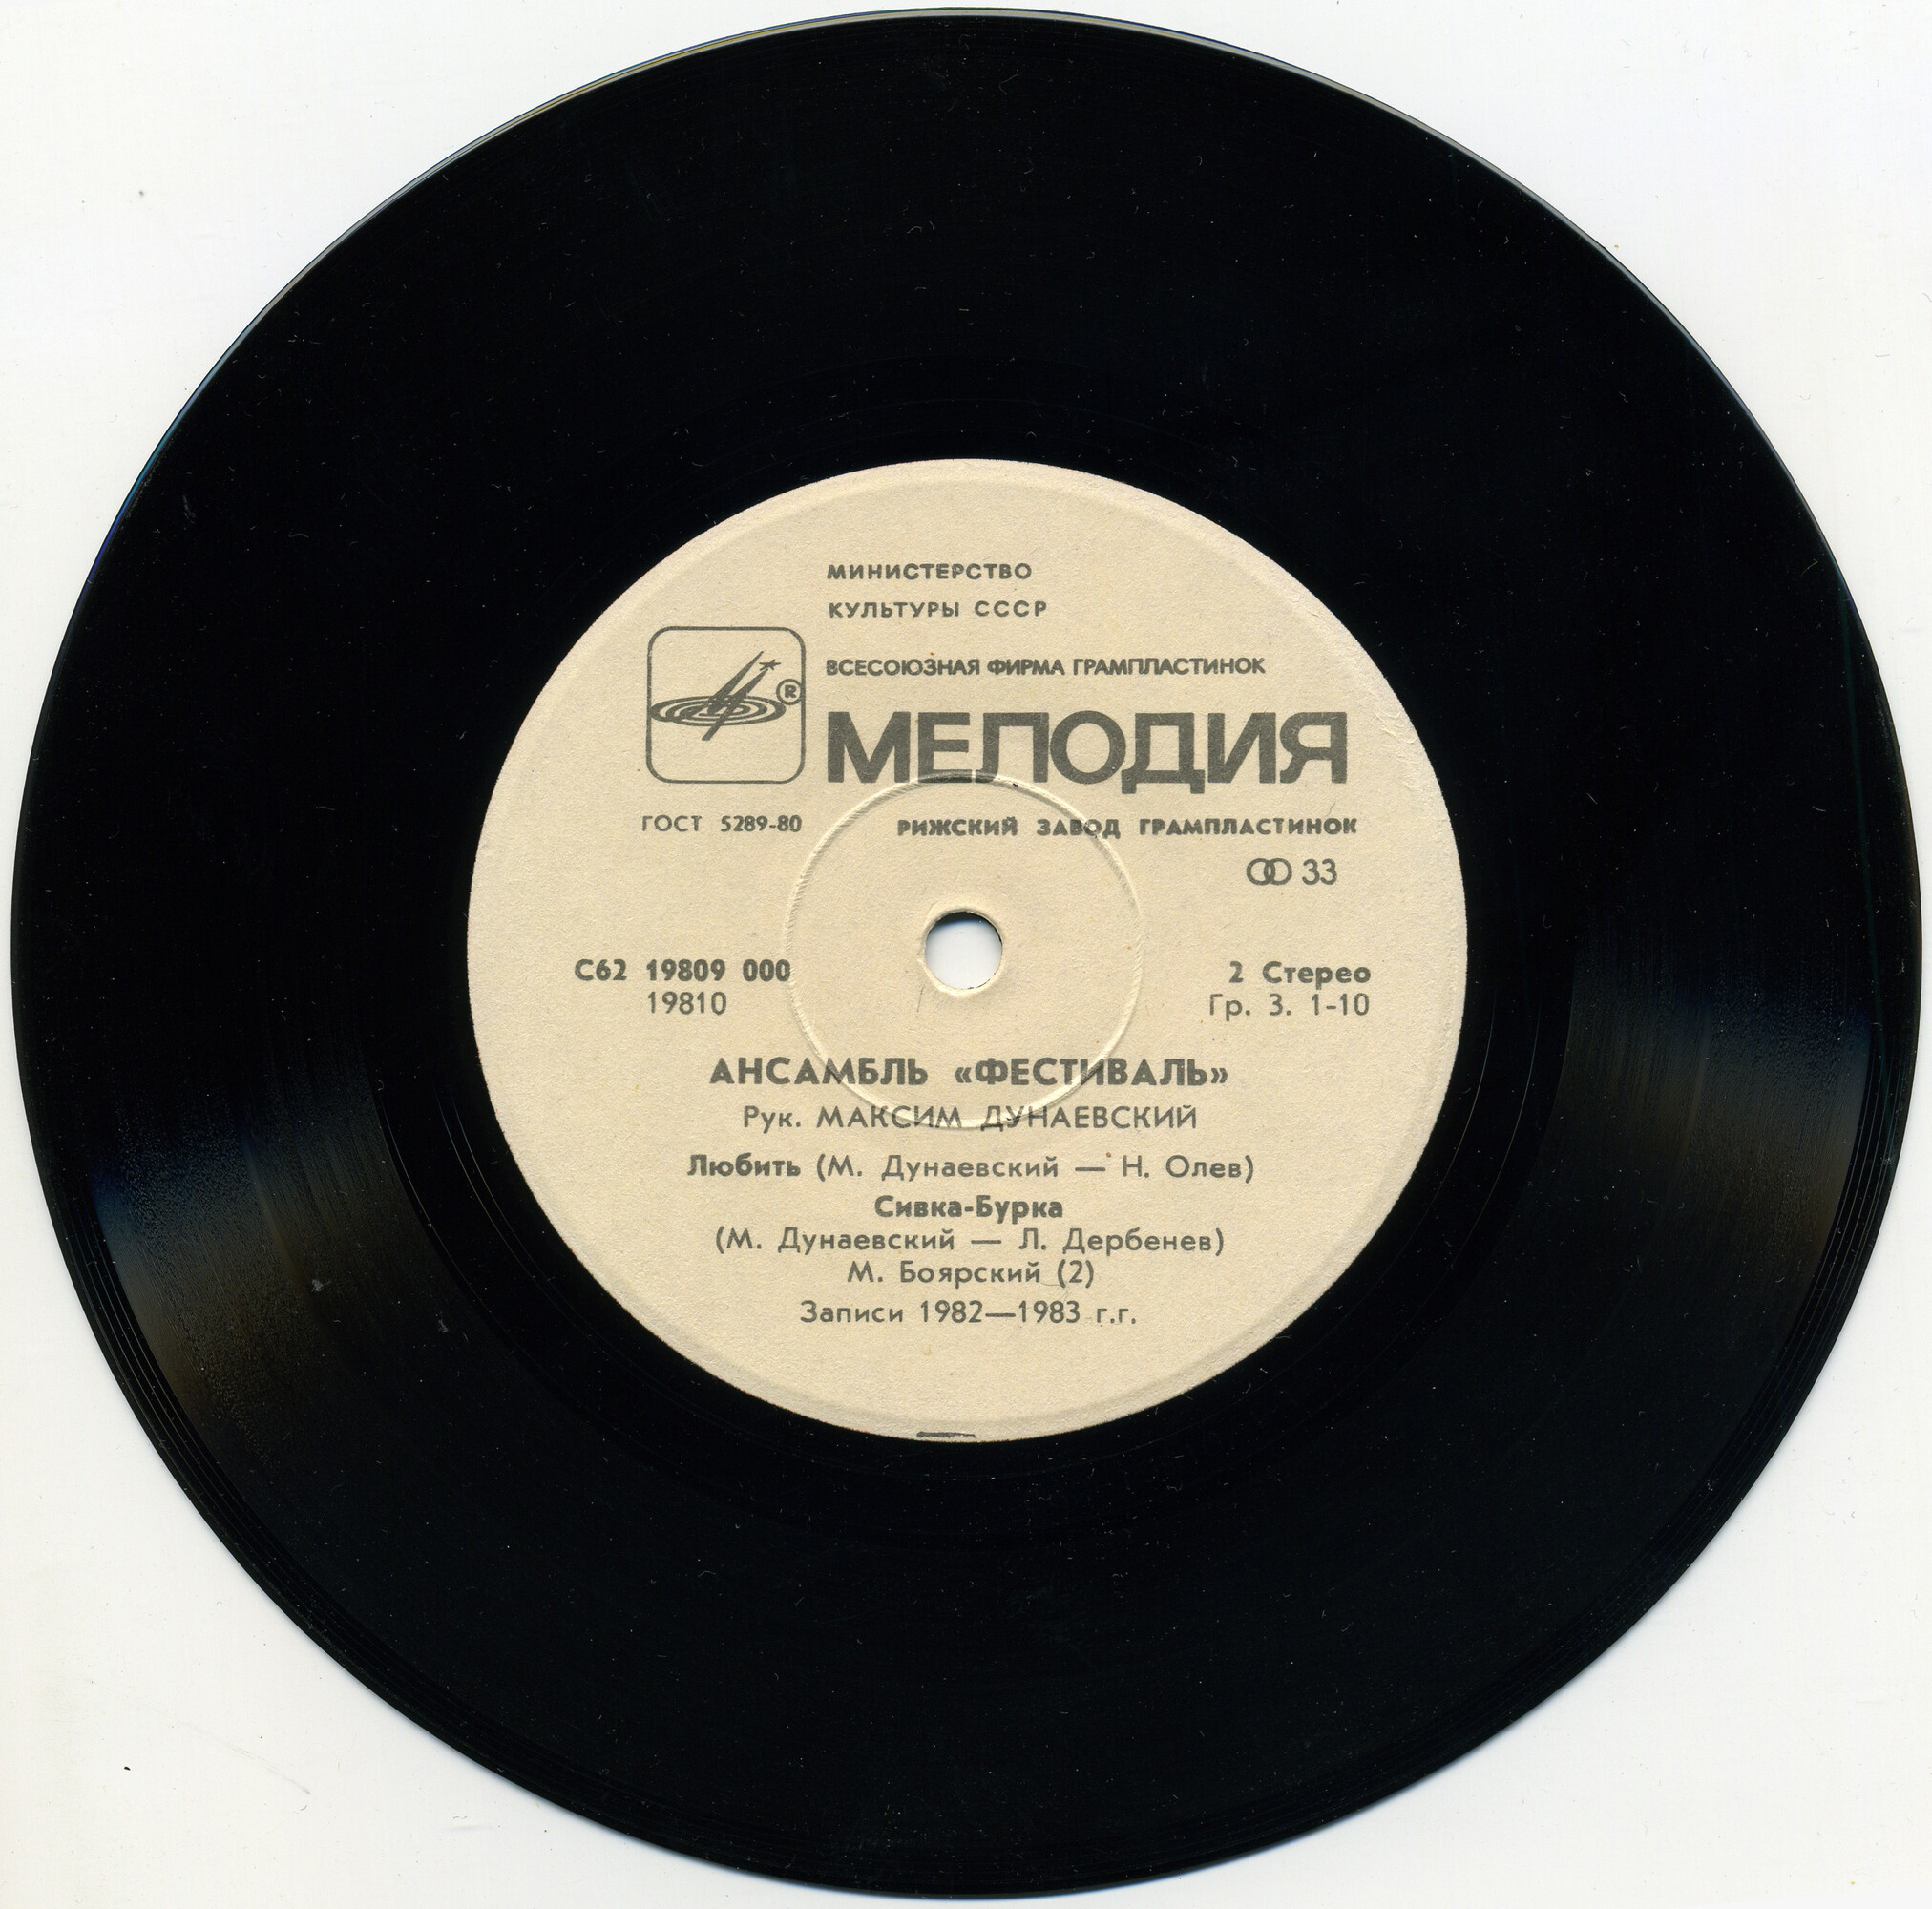 МИНИСТЕРСТВО
КУЛЬТУРЫ СССР
ВСЕСОЮЗНАЯ ФИРМА ГРАМПЛАСТИНОК
®
МЕЛОДИЯ
ГОСТ 5289-80
РИЖСКИЙ ЗАВОД ГРАМПЛАСТИНОК
33
С62 19809 000
2 Стерео
19810
Гр. 3. 1-10
АНСАМБЛЬ «ФЕСТИВАЛЬ»
Рук. МАКСИМ ДУНАЕВСКИЙ
Любить (М. Дунаевский — Н. Олев)
Сивка-Бурка
(М. Дунаевский — Л. Дербенев)
М. Боярский (2)
Записи 1982—1983 г.г.